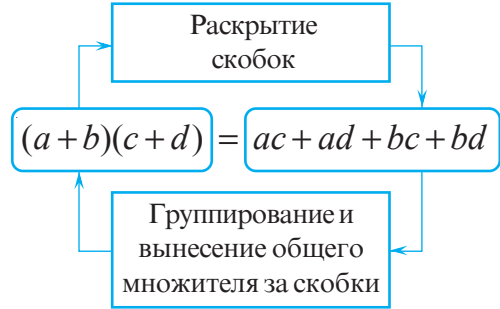 Раскрытие
скобок
(a + b)(c + d) = ac + ad + bc + bd
Группирование и
вынесение общего
множителя за скобки